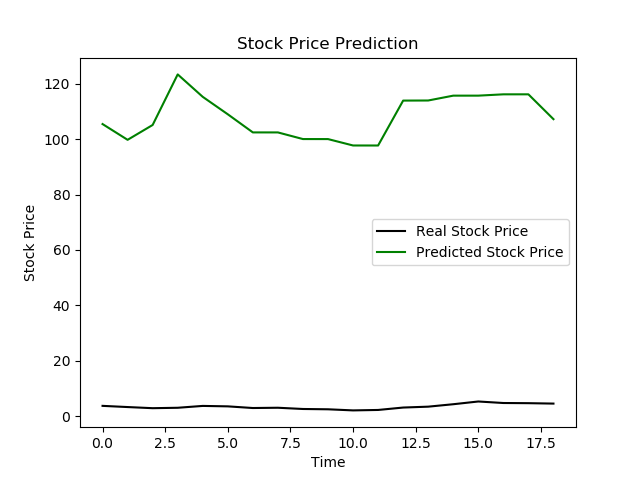 Stock Price Prediction
120
100
80
60
40
20
0
Stock Price
Real Stock Price
Predicted Stock Price
0.0 2.5 5.0 7.5 10.0 12.5 15.0 17.5
Time